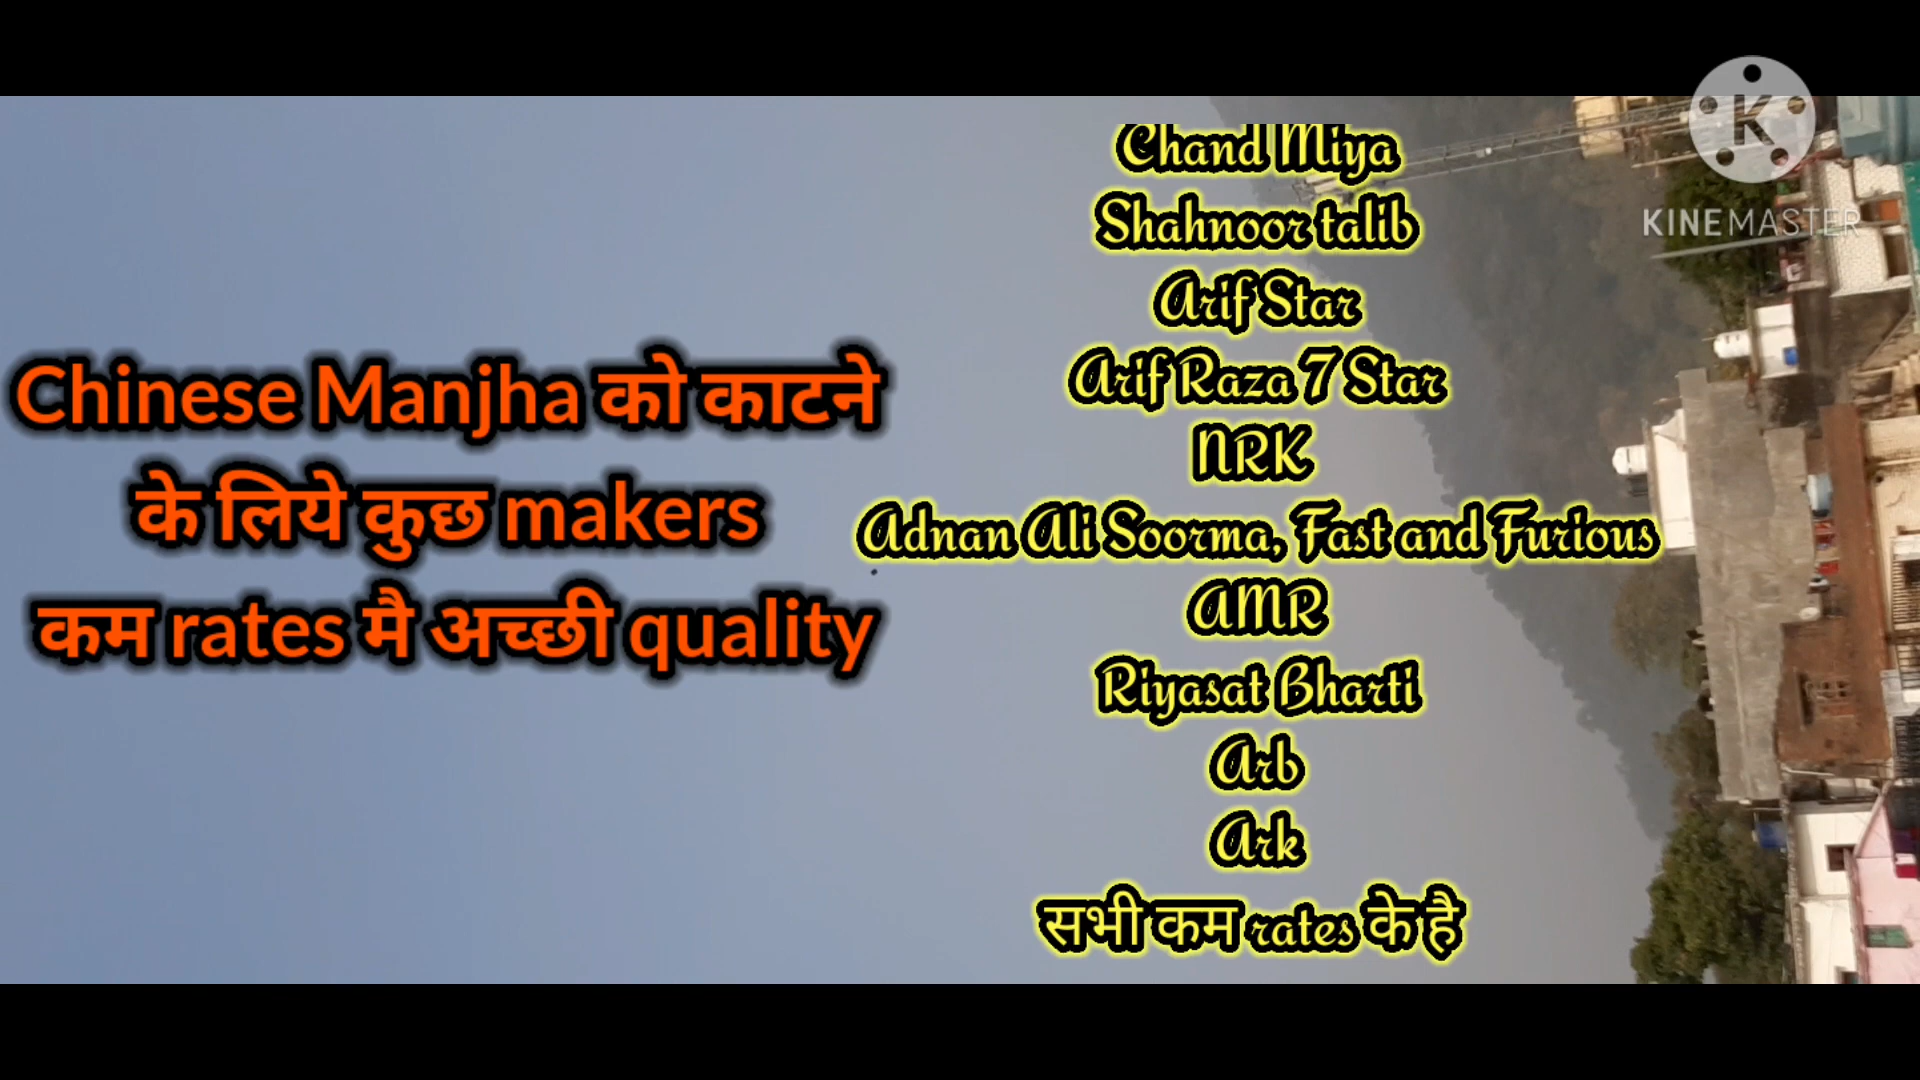 Chinese Manjha को काटने
के लिये कुछ makers
कम rates मै अच्छी quality
Chand Miya
Shahnoor talib
Arif Star
Arif Raza 7 Star
NRK
Adnan Ali Soorma, Fast and Furious
AMR
Riyasat Bharti
Arb
Ark
सभी कम rates के है
K
KINEMASTER